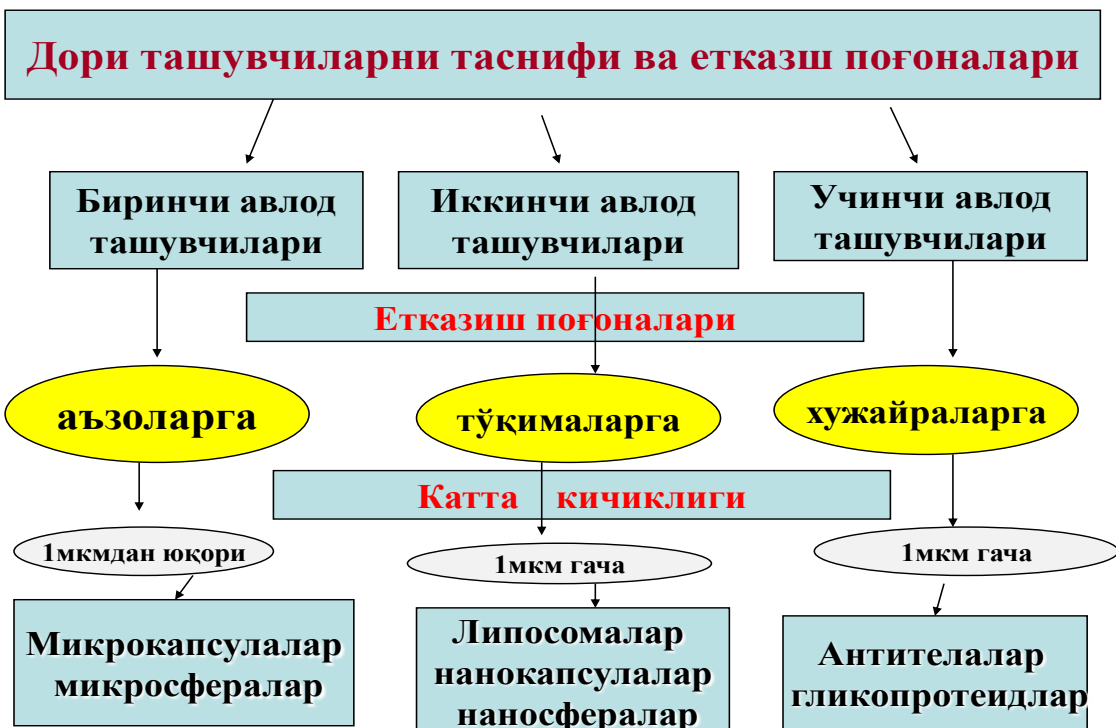 Дори ташувчиларни таснифи ва етказш поғоналари
Биринчи авлод
ташувчилари
Иккинчи авлод
ташувчилари
Учинчи авлод
ташувчилари
Етказиш поғоналари
аъзоларга
тўқималарга
хужайраларга
Катта кичиклиги
1мкмдан юқори
1мкм гача
1мкм гача
Микрокапсулалар
микросфералар
Липосомалар
нанокапсулалар
наносфералар
Антителалар
гликопротеидлар